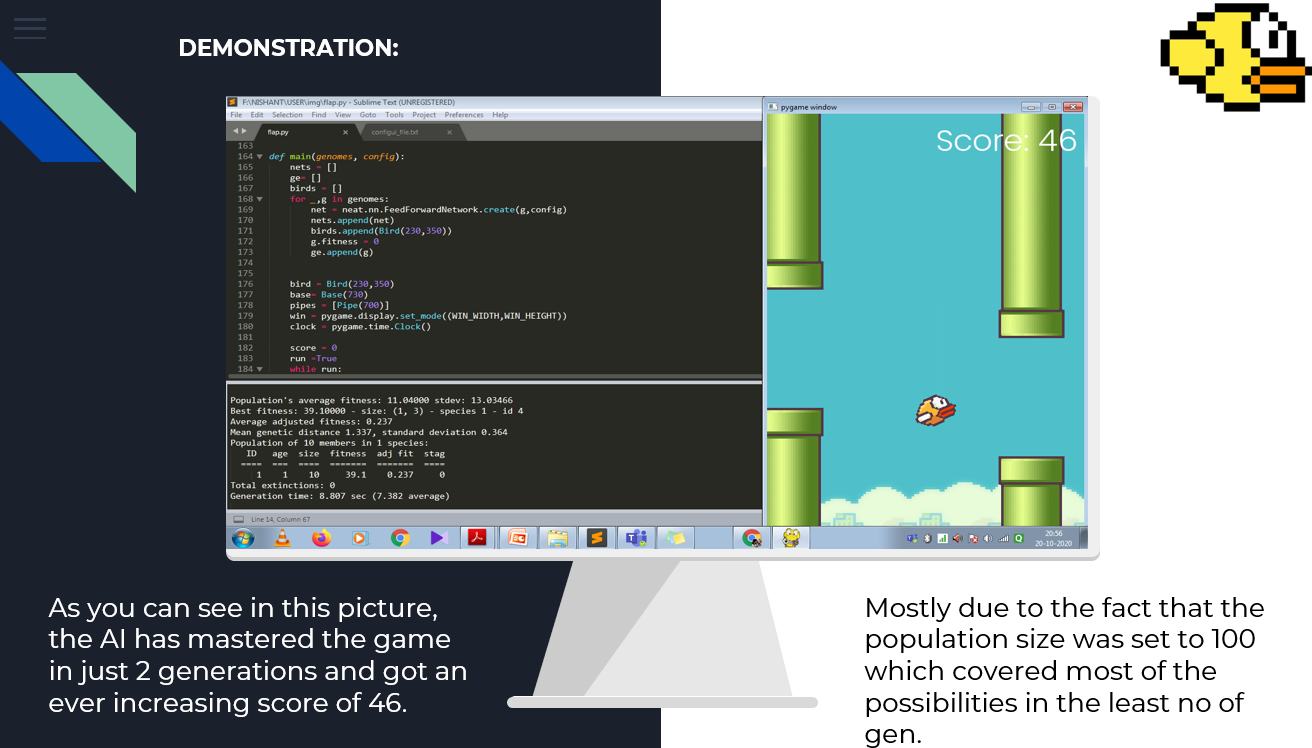 DEMONSTRATION:
F:\NISHANT\USER\img\flap.py - Sublime Text (UNREGISTERED)
File Edit Selection Find View Goto Tools Project Preferences Help
flap.py × configui_file.txt ×
163
164 def main(genomes, config):
165 nets = []
166 ge= []
167 birds = []
168 for _,g in genomes:
169 net = neat.nn.FeedForwardNetwork.create(g,config)
170 nets.append(net)
171 birds.append(Bird(230,350))
172 g.fitness = 0
173 ge.append(g)
174
175
176 bird = Bird(230,350)
177 base= Base(730)
178 pipes = [Pipe(700)]
179 win = pygame.display.set_mode((WIN_WIDTH,WIN_HEIGHT))
180 clock = pygame.time.Clock()
181
182 score = 0
183 run =True
184 while run:
Population's average fitness: 11.04000 stdev: 13.03466
Best fitness: 39.10000 - size: (1, 3) - species 1 - id 4
Average adjusted fitness: 0.237
Mean genetic distance 1.337, standard deviation 0.364
Population of 10 members in 1 species:
ID age size fitness adj fit stag
==== === ==== ======= ======= ====
1 1 10 39.1 0.237 0
Total extinctions: 0
Generation time: 8.807 sec (7.382 average)
Line 14, Column 67
pygame window
Score: 46
20:56
20-10-2020
As you can see in this picture,
the AI has mastered the game
in just 2 generations and got an
ever increasing score of 46.
Mostly due to the fact that the
population size was set to 100
which covered most of the
possibilities in the least no of
gen.